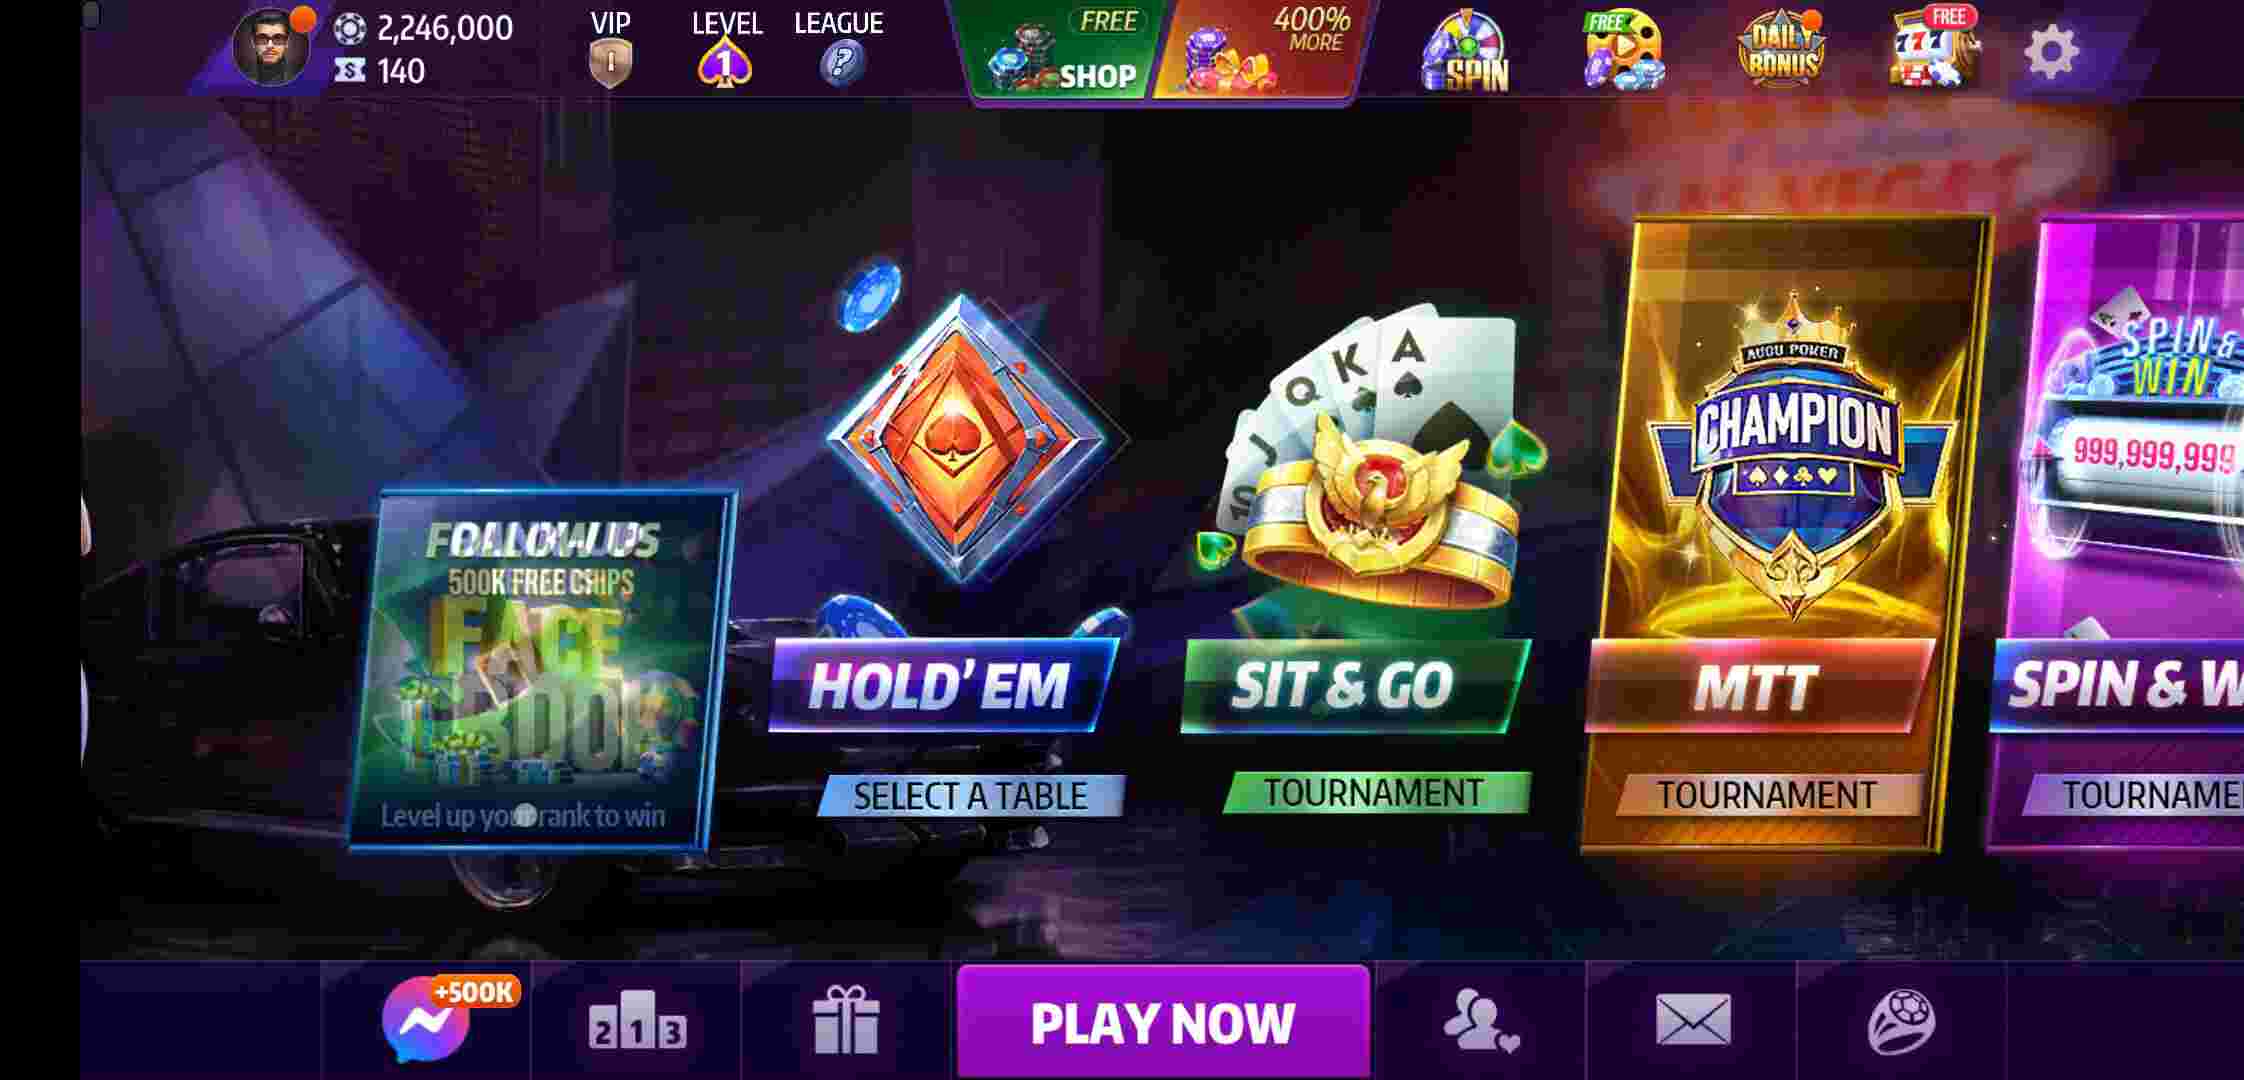 2,246,000
140
VIP
LEVEL
1
LEAGUE
?
FREE
SHOP
400%
MORE
SPIN
FREE
DAILY
BONUS
FREE
777
FOLLOW US
500K FREE CHIPS
FACE
BOOK
Level up your rank to win
HOLD' EM
SELECT A TABLE
10 J Q K A
SIT & GO
TOURNAMENT
CHAMPION
MTT
TOURNAMENT
SPIN &
WIN
999,999,999
SPIN & W
TOURNAME
+500K
2 1 3
PLAY NOW